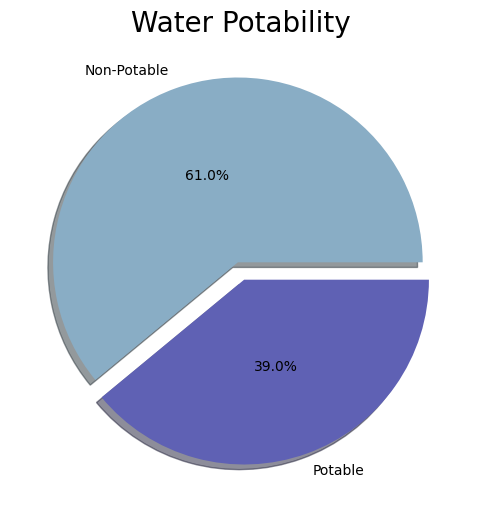 Water Potability
Non-Potable
61.0%
39.0%
Potable